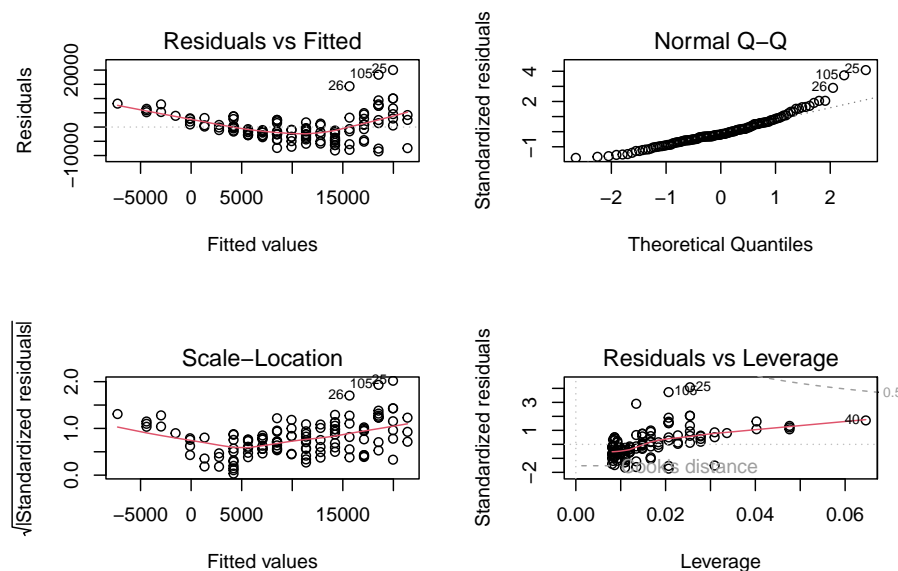 Residuals vs Fitted
Residuals
20000
-10000
105
25
26
-5000 0 5000 15000
Fitted values
Normal Q-Q
Standardized residuals
4
2
-1
105
25
26
-2 -1 0 1 2
Theoretical Quantiles
Scale-Location
√|Standardized residuals|
2.0
1.0
0.0
105
25
26
-5000 0 5000 15000
Fitted values
Residuals vs Leverage
Standardized residuals
3
1
-2
105
25
40
0.5
Cook's distance
0.00 0.02 0.04 0.06
Leverage